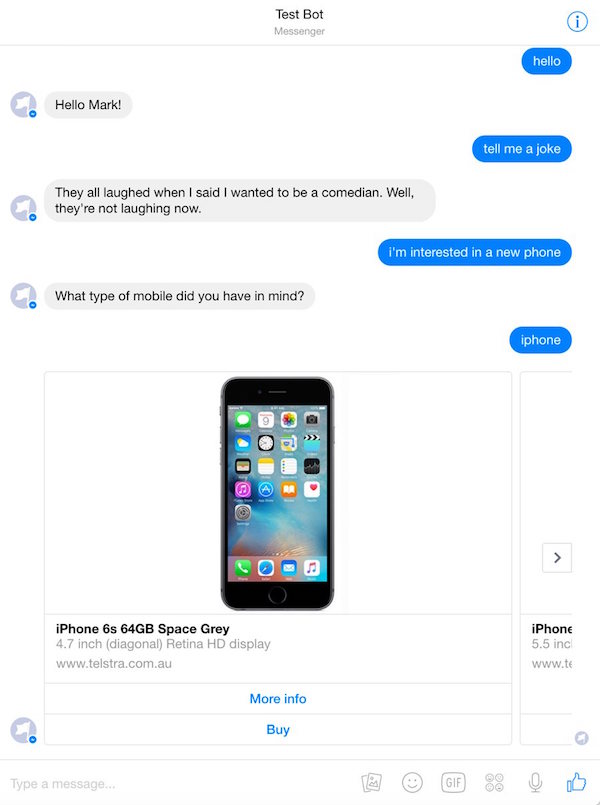 Test Bot
Messenger
hello
Hello Mark!
tell me a joke
They all laughed when I said I wanted to be a comedian. Well,
they're not laughing now.
i'm interested in a new phone
What type of mobile did you have in mind?
iphone
9
iPhone 6s 64GB Space Grey
4.7 inch (diagonal) Retina HD display
www.telstra.com.au
More info
Buy
iPhone
5.5 incl
www.te
Type a message...
GIF